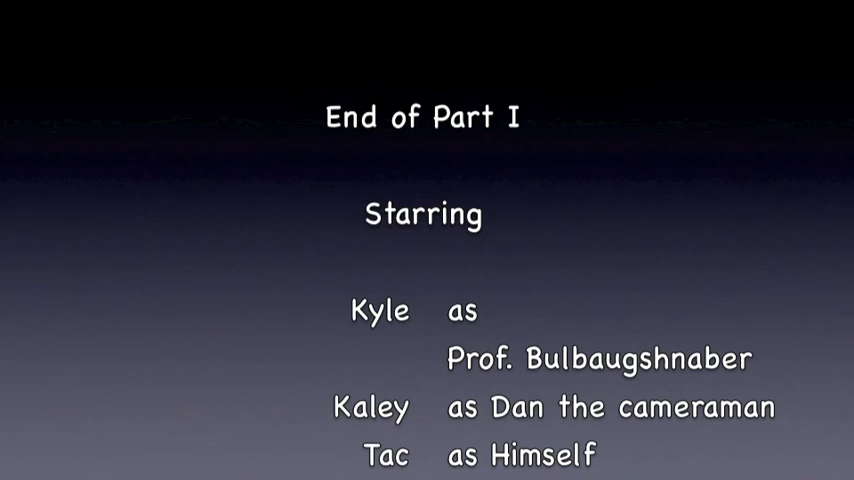 End of Part I
Starring
Kyle as
Prof. Bulbaugshnaber
Kaley as Dan the cameraman
Tac as Himself